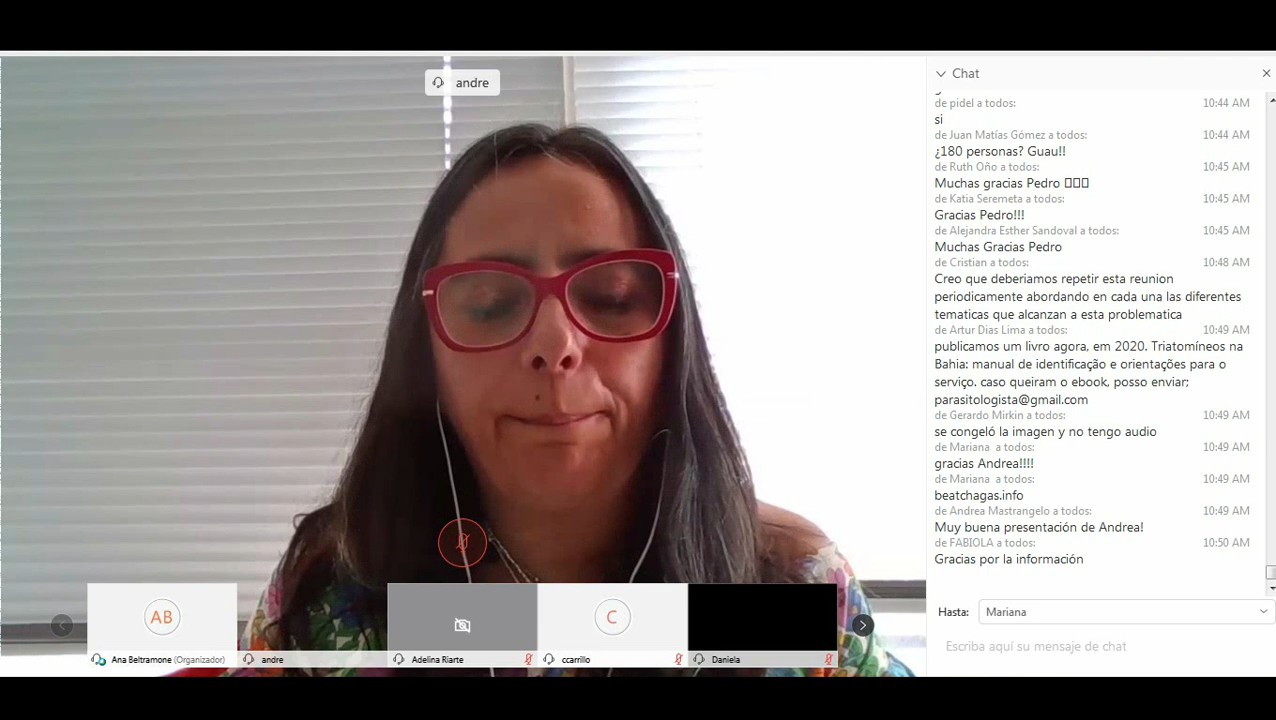 andre
Chat
de pidel a todos: 10:44 AM
si
de Juan Matías Gómez a todos: 10:44 AM
¿180 personas? Guau!!
de Ruth Oño a todos: 10:45 AM
Muchas gracias Pedro
de Katia Seremeta a todos: 10:45 AM
Gracias Pedro!!!
de Alejandra Esther Sandoval a todos: 10:45 AM
Muchas Gracias Pedro
de Cristian a todos: 10:48 AM
Creo que deberiamos repetir esta reunion
periodicamente abordando en cada una las diferentes
tematicas que alcanzan a esta problematica
de Artur Dias Lima a todos: 10:49 AM
publicamos um livro agora, em 2020. Triatomíneos na
Bahia: manual de identificação e orientações para o
serviço. caso queiram o ebook, posso enviar;
parasitologista@gmail.com
de Gerardo Mirkin a todos: 10:49 AM
se congeló la imagen y no tengo audio
de Mariana a todos: 10:49 AM
gracias Andrea!!!!
de Mariana a todos: 10:49 AM
beatchagas.info
de Andrea Mastrangelo a todos: 10:49 AM
Muy buena presentación de Andrea!
de FABIOLA a todos: 10:50 AM
Gracias por la información
Hasta: Mariana
Escriba aquí su mensaje de chat
AB
C
Ana Beltramone (Organizador)
andre
Adelina Riarte
ccarrillo
Daniela